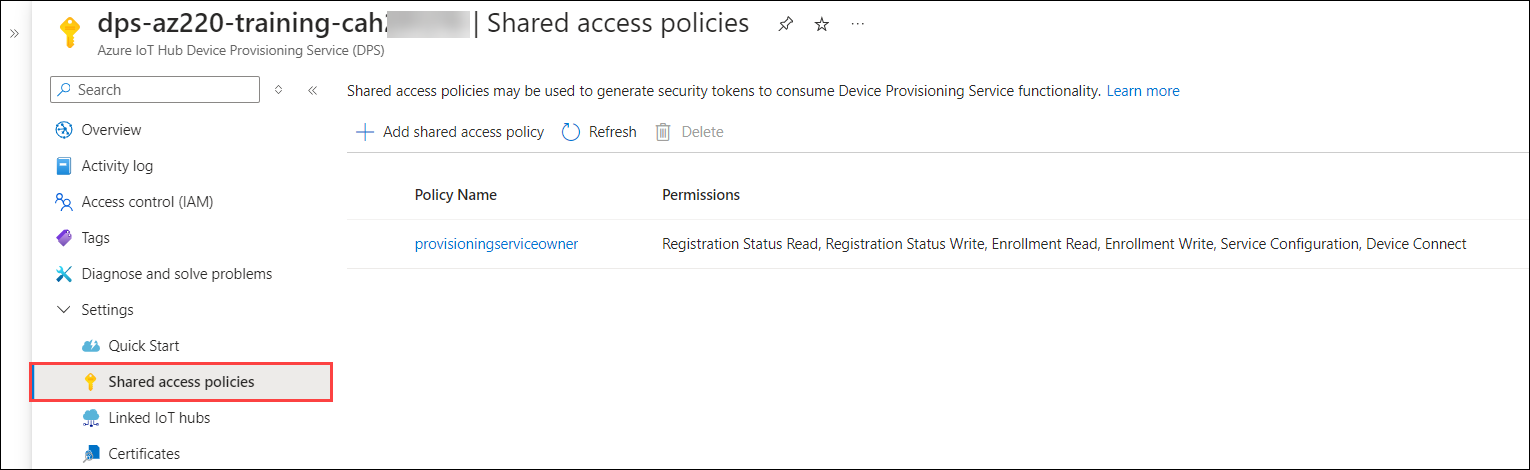 dps-az220-training-cah | Shared access policies
Azure IoT Hub Device Provisioning Service (DPS)
Search
Overview
Activity log
Access control (IAM)
Tags
Diagnose and solve problems
Settings
Quick Start
Shared access policies
Linked IoT hubs
Certificates
Shared access policies may be used to generate security tokens to consume Device Provisioning Service functionality. Learn more
Add shared access policy Refresh Delete
Policy Name Permissions
provisioningserviceowner Registration Status Read, Registration Status Write, Enrollment Read, Enrollment Write, Service Configuration, Device Connect